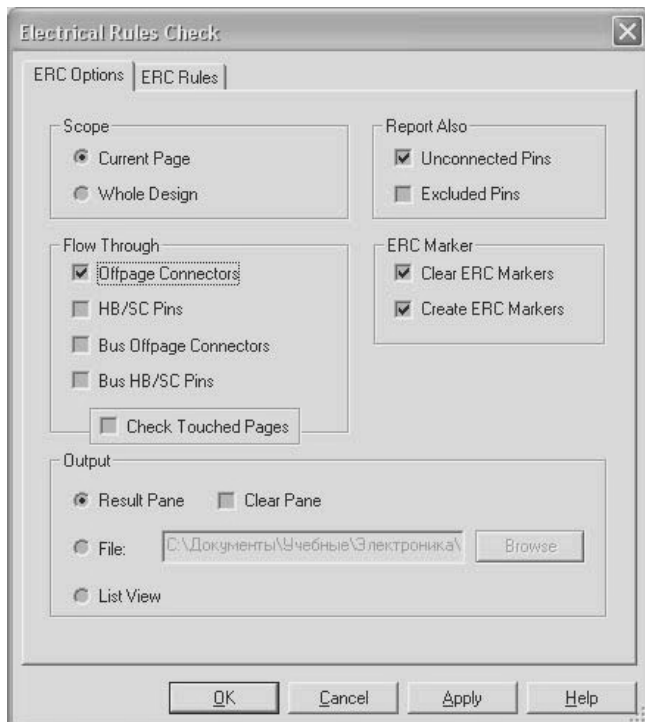 Electrical Rules Check
ERC Options
ERC Rules
Scope
Current Page
Whole Design
Report Also
Unconnected Pins
Excluded Pins
Flow Through
Offpage Connectors
HB/SC Pins
Bus Offpage Connectors
Bus HB/SC Pins
Check Touched Pages
ERC Marker
Clear ERC Markers
Create ERC Markers
Output
Result Pane
Clear Pane
File:
C:\Документы\Учебные\Электроника\
Browse
List View
OK
Cancel
Apply
Help